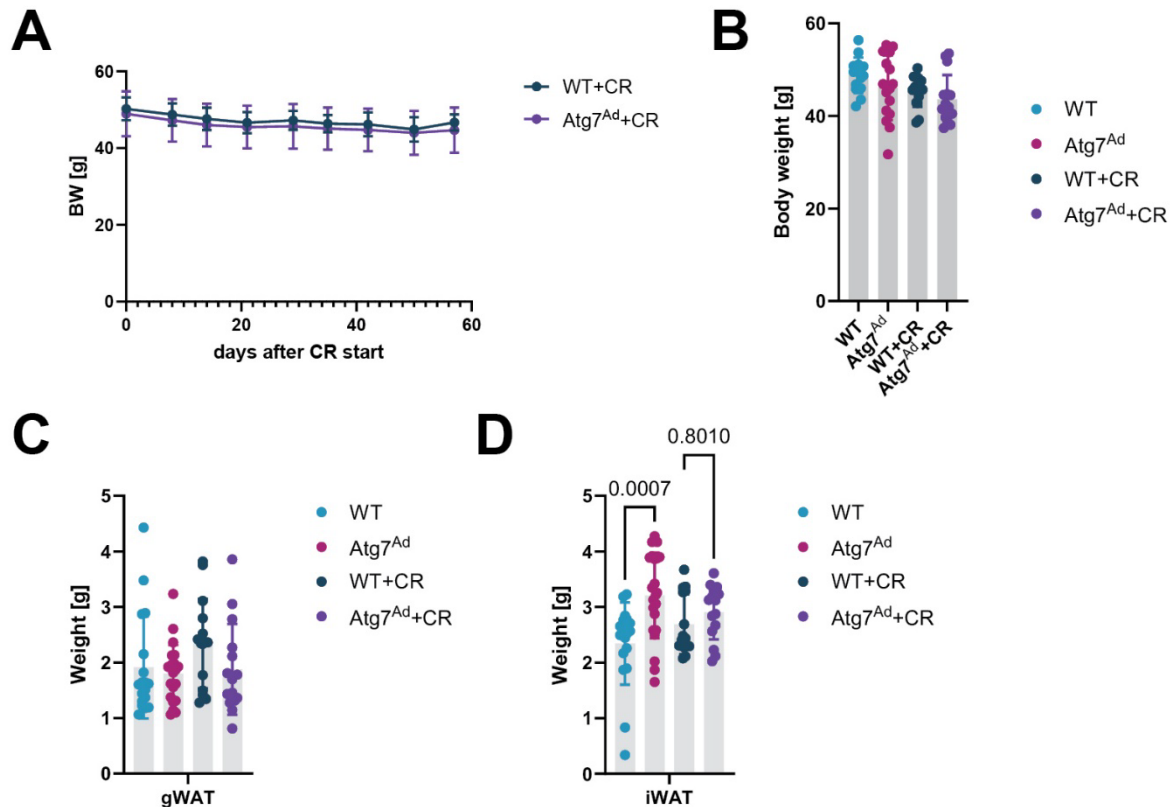 A
60
40
20
0
BW [g]
0
20
40
60
days after CR start
WT+CR
Atg7Ad+CR
B
60
40
20
0
Body weight [g]
WT
Atg7Ad
WT+CR
Atg7Ad+CR
WT
Atg7Ad
WT+CR
Atg7Ad+CR
C
5
4
3
2
1
0
Weight [g]
gWAT
WT
Atg7Ad
WT+CR
Atg7Ad+CR
D
0.8010
0.0007
5
4
3
2
1
0
Weight [g]
iWAT
WT
Atg7Ad
WT+CR
Atg7Ad+CR